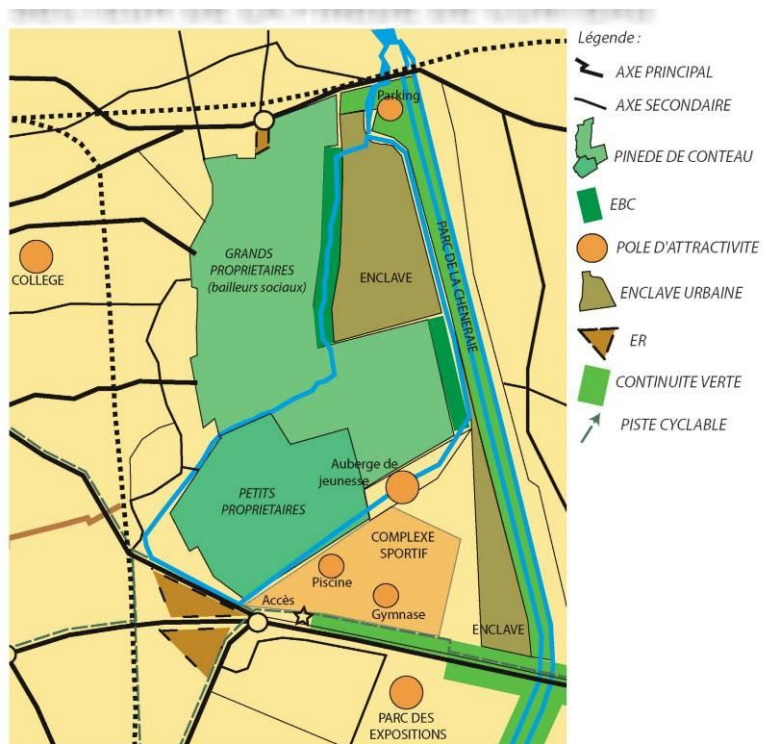 Légende :
AXE PRINCIPAL
AXE SECONDAIRE
PINEDE DE CONTEAU
EBC
POLE D'ATTRACTIVITE
ENCLAVE URBAINE
ER
CONTINUITE VERTE
PISTE CYCLABLE
Parking
ER
COLLEGE
GRANDS
PROPRIETAIRES
(bailleurs sociaux)
ENCLAVE
PARC DE LA CHENERAIE
Auberge de
jeunesse
PETITS
PROPRIETAIRES
COMPLEXE
SPORTIF
Piscine
Accès
Gymnase
ENCLAVE
PARC DES
EXPOSITIONS